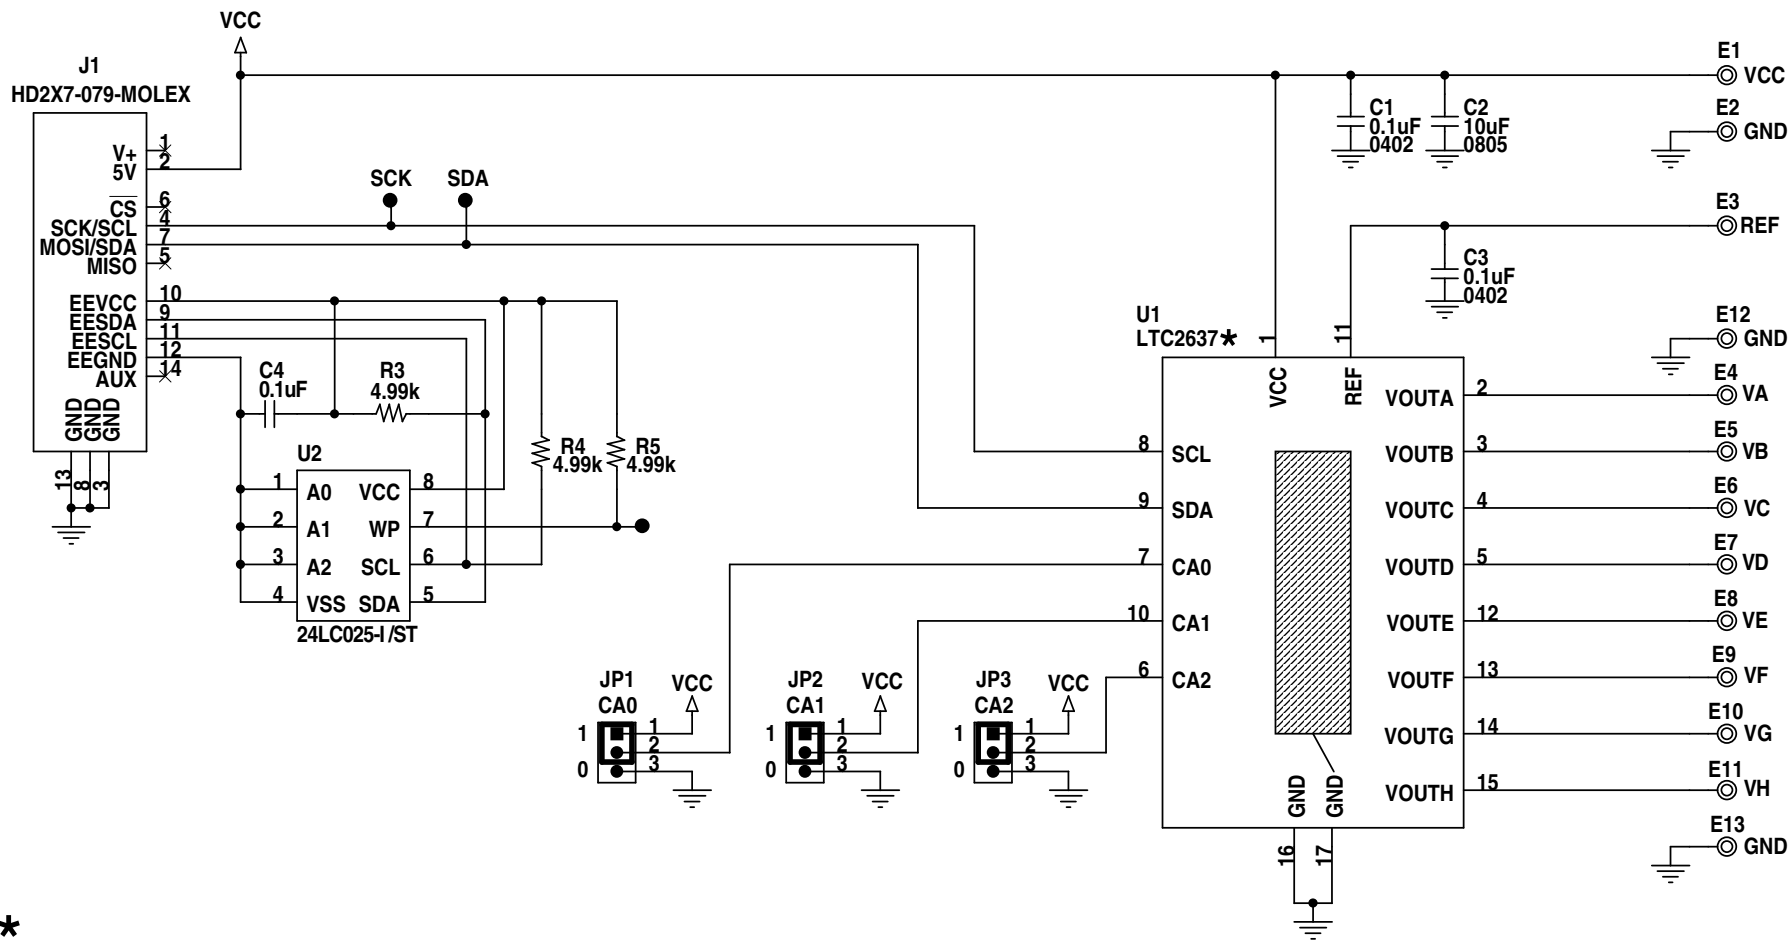 VCC
J1
HD2X7-079-MOLEX
V+ 1
5V 2
CS 6
SCK/SCL 4
MOSI/SDA 7
MISO 5
EEVCC 10
EESDA 9
EESCL 11
EEGND 12
AUX 14
GND GND GND
13 8 3
SCK
SDA
C4
0.1uF
R3
4.99k
R4
4.99k
R5
4.99k
U2
1 A0 VCC 8
2 A1 WP 7
3 A2 SCL 6
4 VSS SDA 5
24LC025-I /ST
JP1
CA0
VCC
1 1
2
0 3
JP2
CA1
VCC
1 1
2
0 3
JP3
CA2
VCC
1 1
2
0 3
C1
0.1uF
0402
C2
10uF
0805
C3
0.1uF
0402
U1
LTC2637*
1 11
VCC REF
8 SCL
9 SDA
7 CA0
10 CA1
6 CA2
VOUTA 2
VOUTB 3
VOUTC 4
VOUTD 5
VOUTE 12
VOUTF 13
VOUTG 14
VOUTH 15
GND GND
16 17
E1
VCC
E2
GND
E3
REF
E12
GND
E4
VA
E5
VB
E6
VC
E7
VD
E8
VE
E9
VF
E10
VG
E11
VH
E13
GND
*